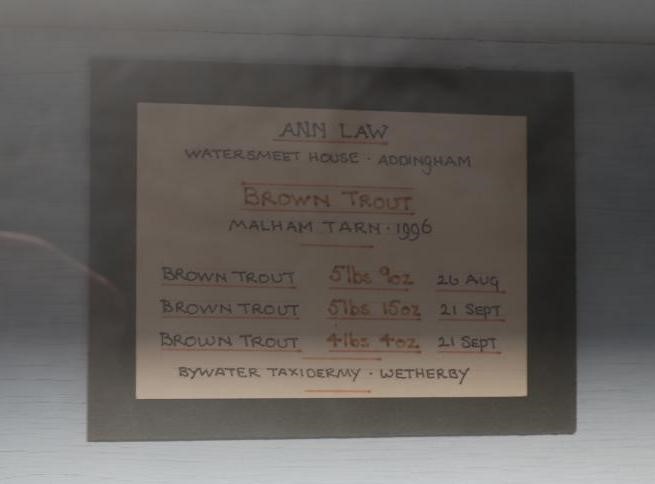 ANN LAW
WATERSMEET HOUSE · ADDINGHAM
BROWN TROUT
MALHAM TARN · 1996
BROWN TROUT 5lbs 9oz 26 AUG
BROWN TROUT 5lbs 15oz 21 SEPT
BROWN TROUT 4lbs 4oz 21 SEPT
BYWATER TAXIDERMY · WETHERBY